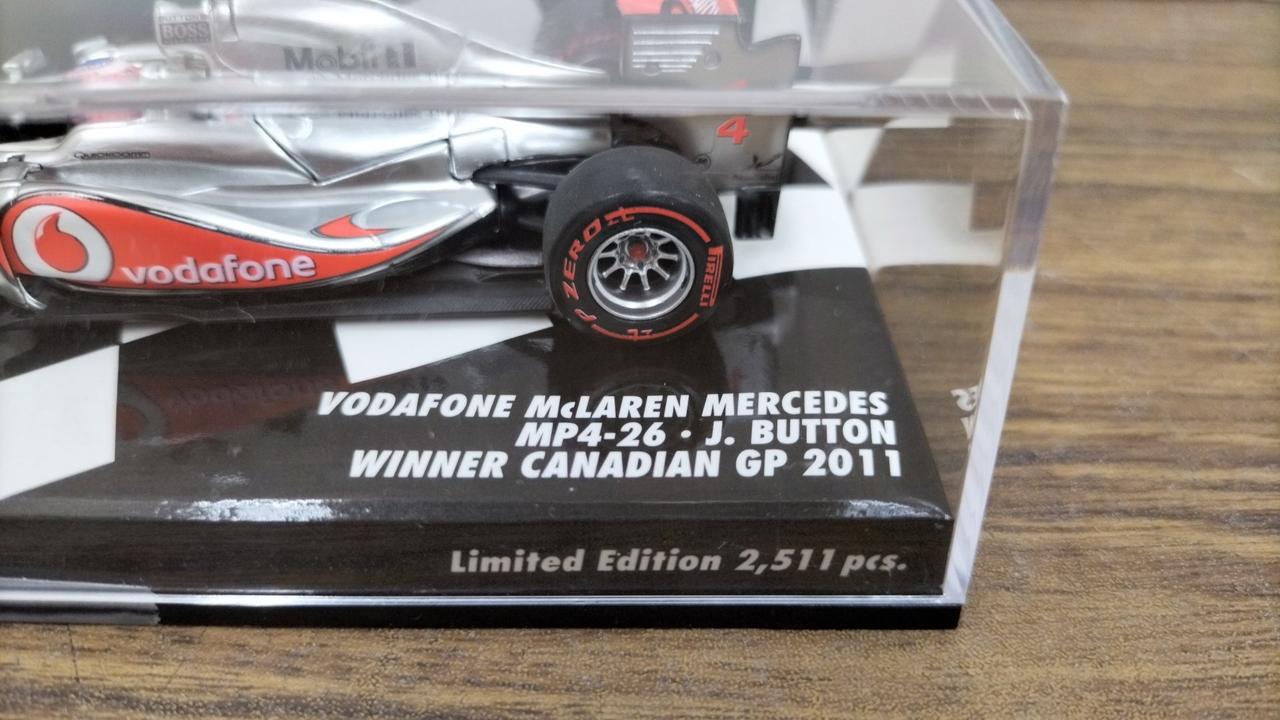 BOSS
Mobil 1
4
Quickcomm
vodafone
P ZERO
PIRELLI
VODAFONE McLAREN MERCEDES
MP4-26 · J. BUTTON
WINNER CANADIAN GP 2011
Limited Edition 2,511 pcs.